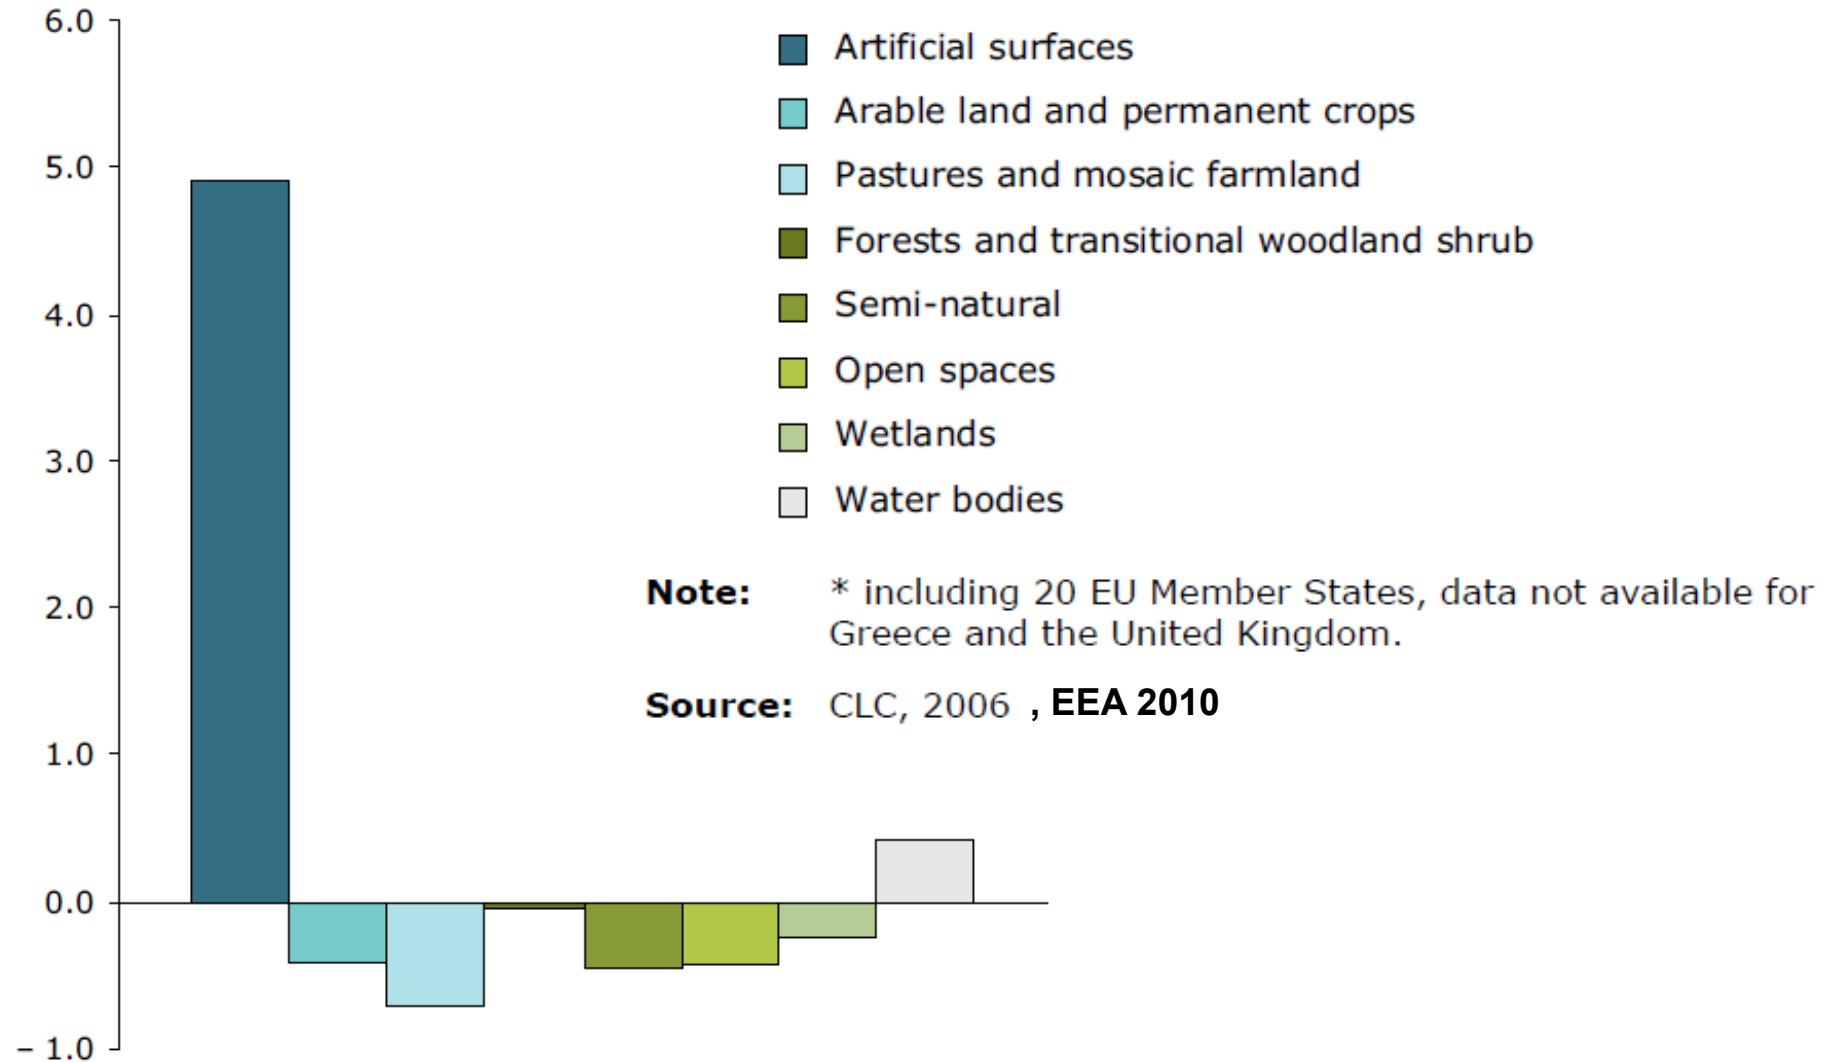 6.0
5.0
4.0
3.0
2.0
1.0
0.0
– 1.0
Artificial surfaces
Arable land and permanent crops
Pastures and mosaic farmland
Forests and transitional woodland shrub
Semi-natural
Open spaces
Wetlands
Water bodies
Note: * including 20 EU Member States, data not available for
Greece and the United Kingdom.
Source: CLC, 2006 , EEA 2010